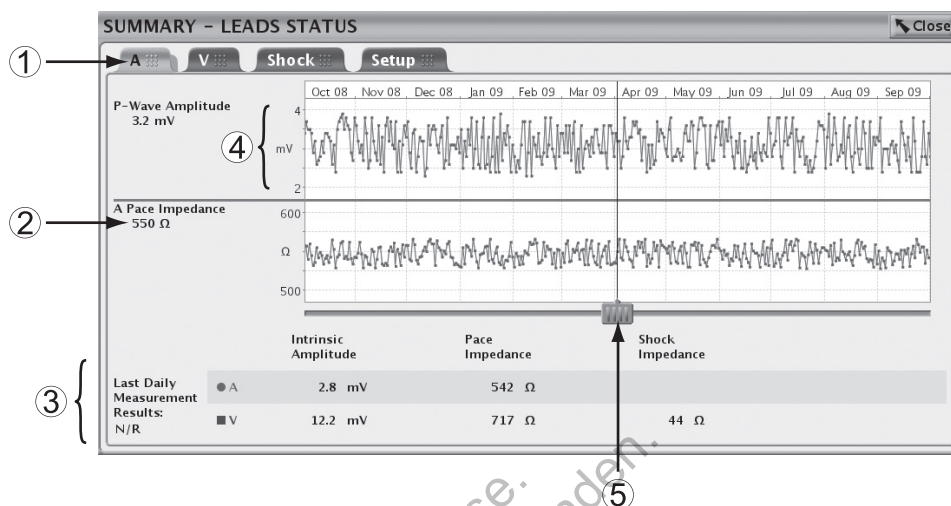 SUMMARY – LEADS STATUS
Close
A V Shock Setup
1
Oct 08 Nov 08 Dec 08 Jan 09 Feb 09 Mar 09 Apr 09 May 09 Jun 09 Jul 09 Aug 09 Sep 09
P-Wave Amplitude
3.2 mV
4
4
mV
2
A Pace Impedance
550 Ω
2
600
Ω
500
Intrinsic Amplitude
Pace Impedance
Shock Impedance
3
Last Daily
Measurement
Results:
N/R
A 2.8 mV 542 Ω
V 12.2 mV 717 Ω 44 Ω
5